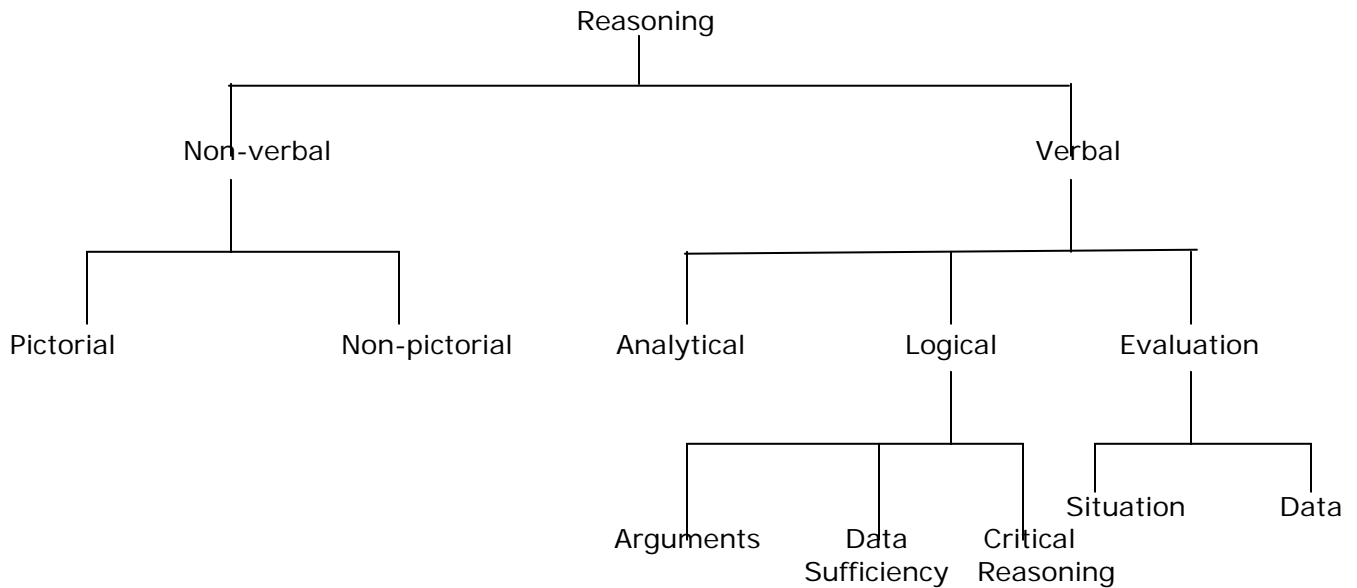 Reasoning
Non-verbal
Verbal
Pictorial
Non-pictorial
Analytical
Logical
Evaluation
Situation
Data
Arguments
Data
Sufficiency
Critical
Reasoning